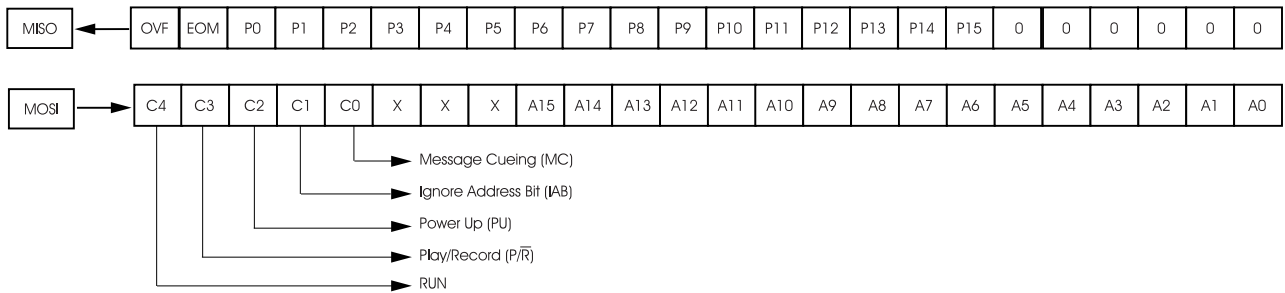 MISO OVF EOM P0 P1 P2 P3 P4 P5 P6 P7 P8 P9 P10 P11 P12 P13 P14 P15 0 0 0 0 0 0
MOSI C4 C3 C2 C1 C0 X X X A15 A14 A13 A12 A11 A10 A9 A8 A7 A6 A5 A4 A3 A2 A1 A0
Message Cueing (MC)
Ignore Address Bit (IAB)
Power Up (PU)
Play/Record (P/R̅)
RUN